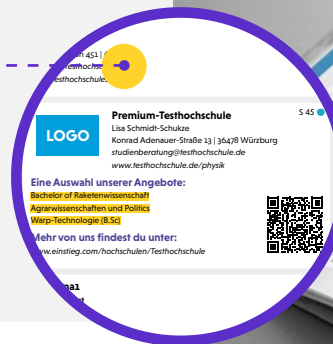 451 |
Premium-Testhochschule
S 45
LOGO
Lisa Schmidt-Schukze
Konrad Adenauer-Straße 13 | 36478 Würzburg
studienberatung@testhochschule.de
www.testhochschule.de/physik
Eine Auswahl unserer Angebote:
Bachelor of Raketenwissenschaft
Agrarwissenschaften und Politics
Warp-Technologie (B.Sc)
Mehr von uns findest du unter:
www.einstieg.com/hochschulen/Testhochschule